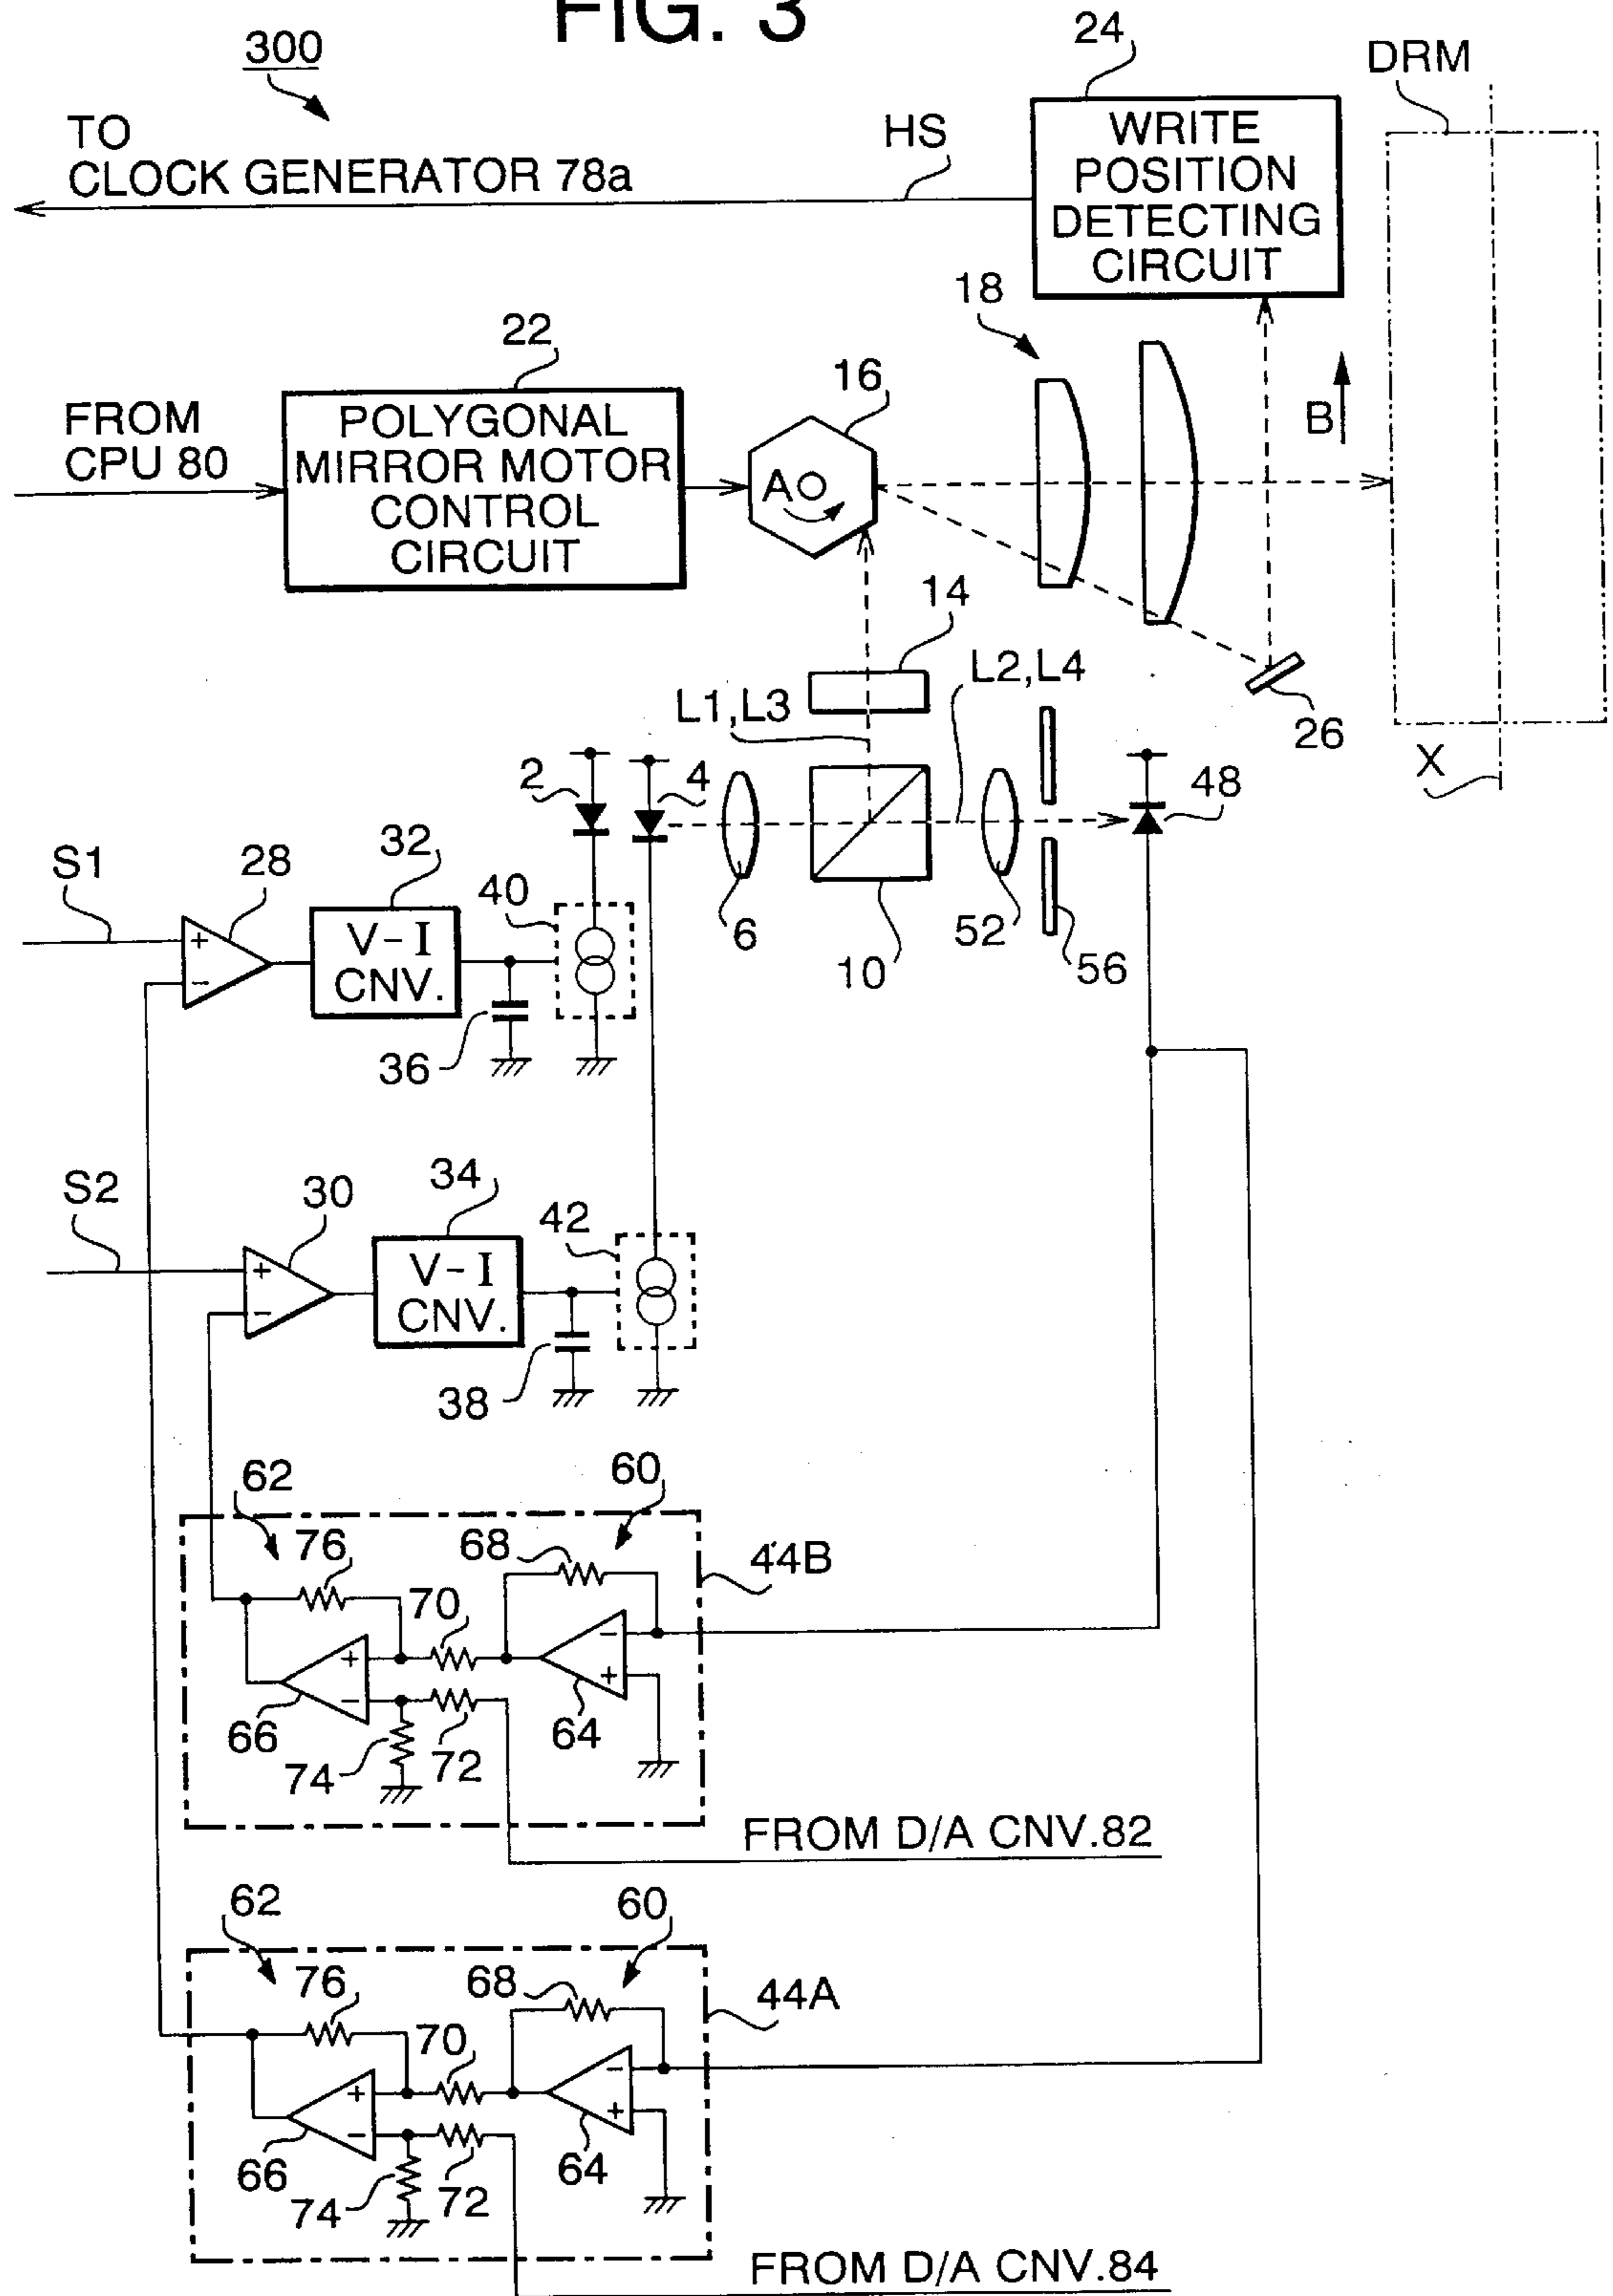 FIG. 3
300
24
DRM
TO
CLOCK GENERATOR 78a
HS
WRITE
POSITION
DETECTING
CIRCUIT
18
22
16
B
FROM
CPU 80
POLYGONAL
MIRROR MOTOR
CONTROL
CIRCUIT
A
14
L2,L4
L1,L3
26
X
2
4
48
S1
28
32
40
6
10
52
56
+
−
V-I
CNV.
36
S2
30
34
42
+
−
V-I
CNV.
38
62
60
76
68
44B
70
+
−
−
+
66
64
74
72
FROM D/A CNV.82
62
60
76
68
44A
70
+
−
−
+
66
64
74
72
FROM D/A CNV.84